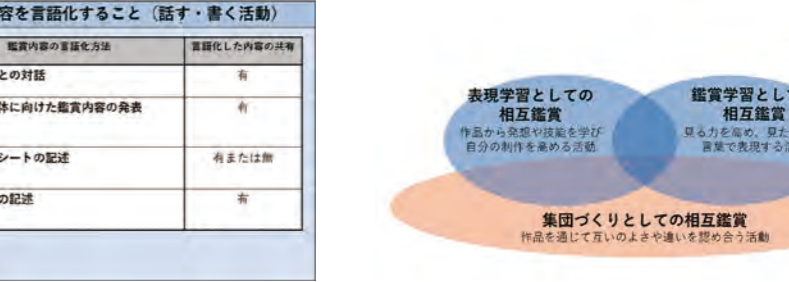 容を言語化すること（話す・書く活動）
鑑賞内容の言語化方法 言語化した内容の共有
との対話 有
体に向けた鑑賞内容の発表 有
シートの記述 有または無
の記述 有
表現学習としての
相互鑑賞
作品から発想や技能を学び
自分の制作を高める活動
鑑賞学習とし
相互鑑賞
見る力を高め、見た
言葉で表現する
集団づくりとしての相互鑑賞
作品を通じて互いのよさや違いを認め合う活動